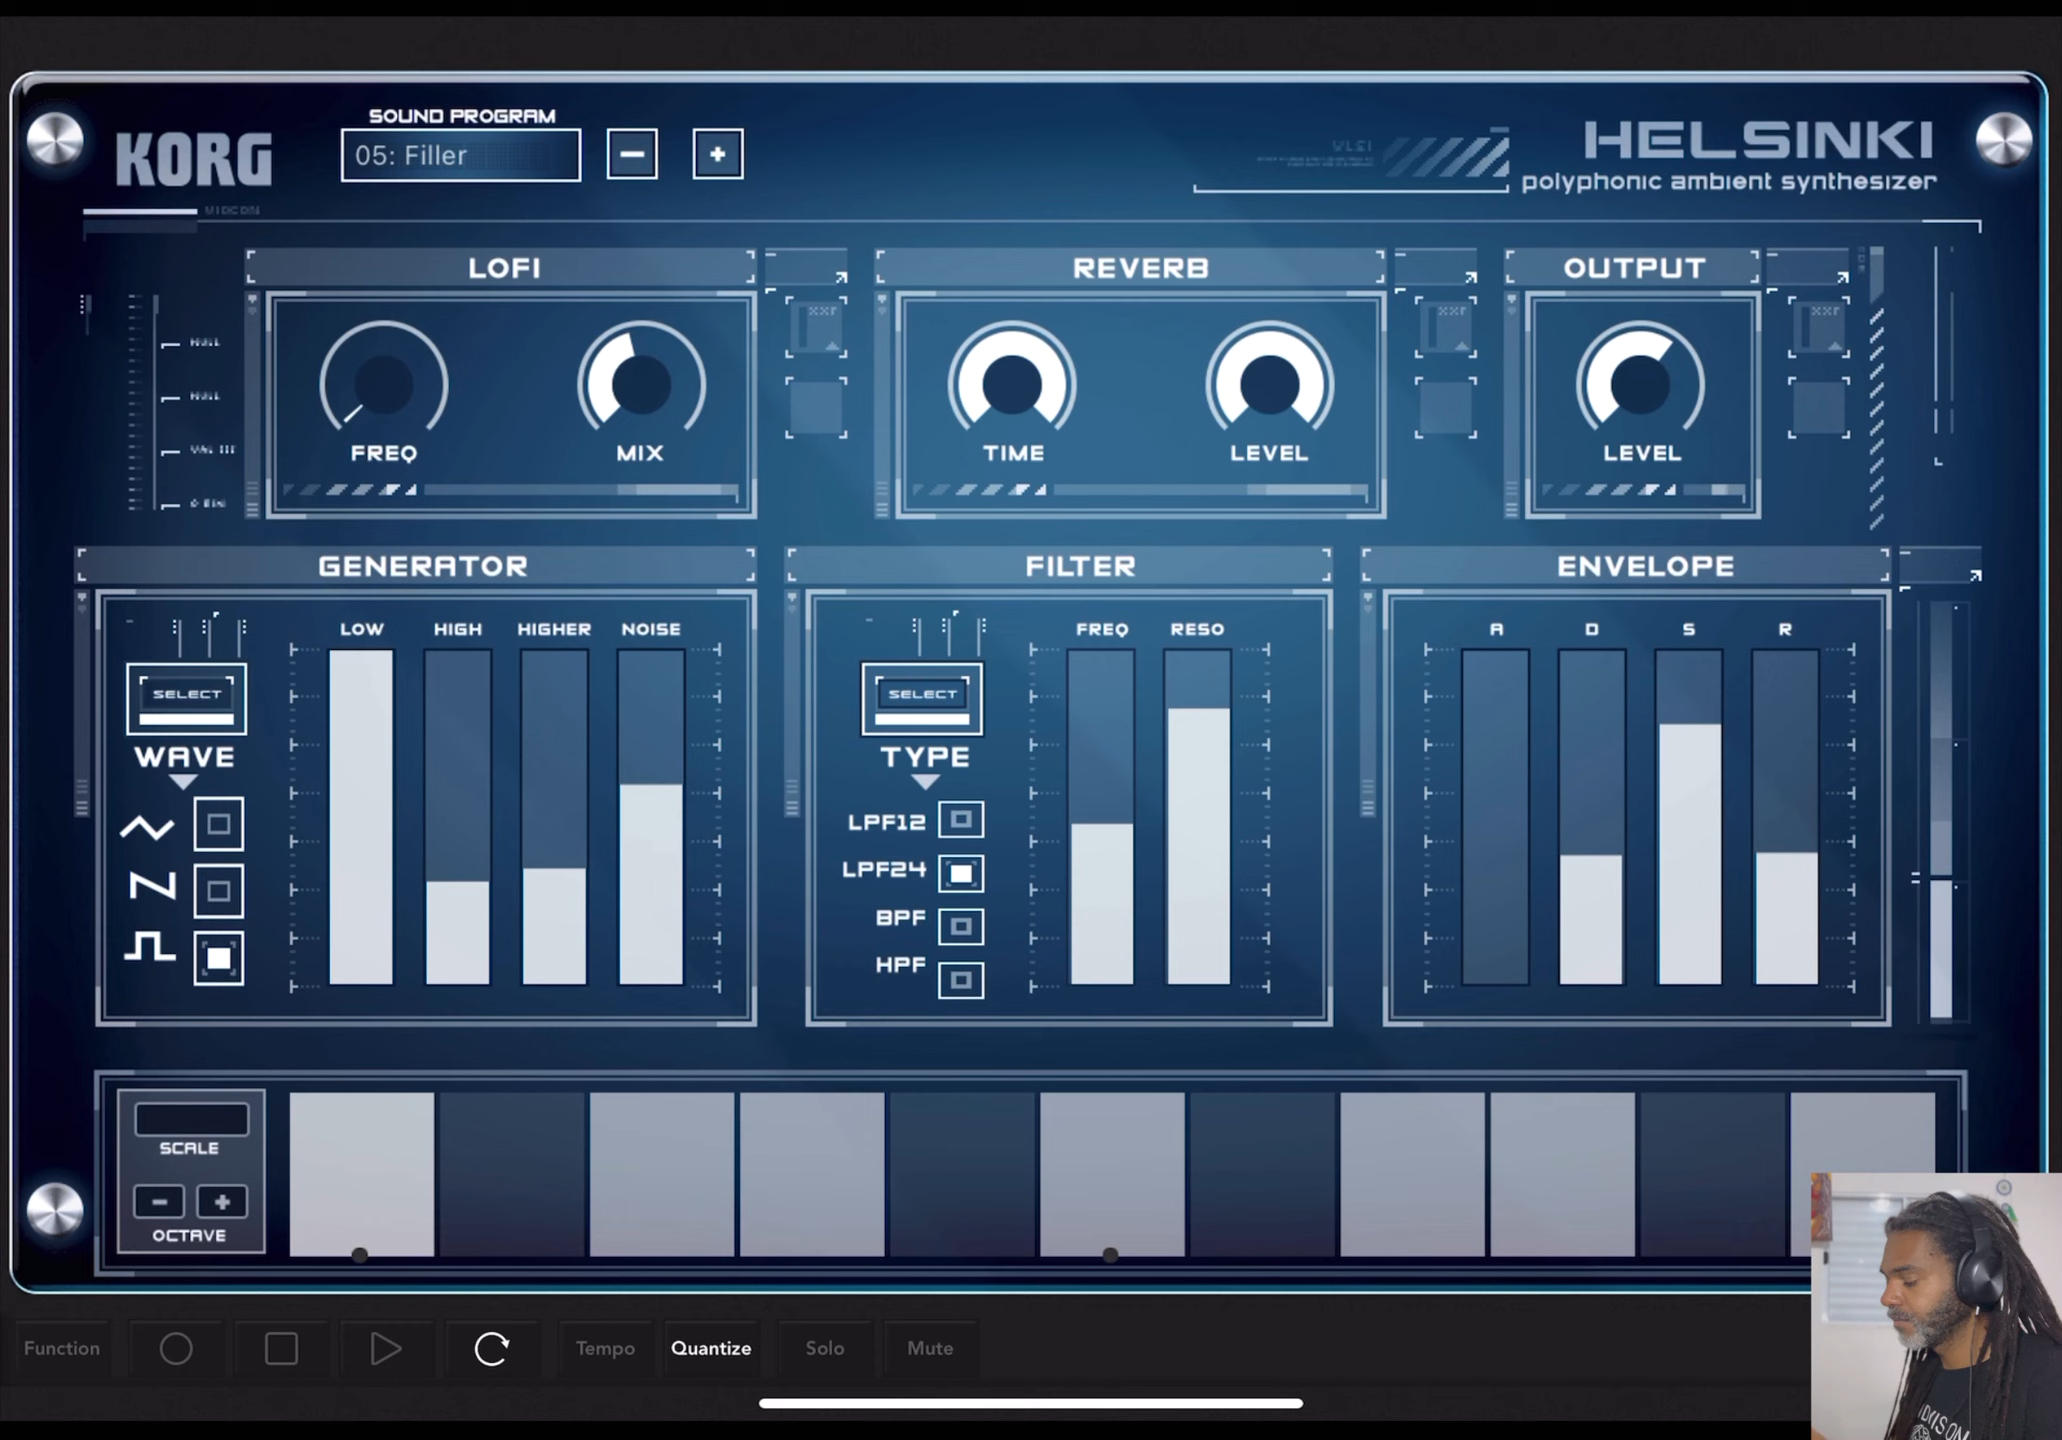 SOUND PROGRAM
KORG
05: Filler
HELSINKI
polyphonic ambient synthesizer
LOFI
REVERB
OUTPUT
FREQ
MIX
TIME
LEVEL
LEVEL
GENERATOR
FILTER
ENVELOPE
LOW
HIGH
HIGHER
NOISE
FREQ
RESO
A
D
S
R
SELECT
SELECT
WAVE
TYPE
LPF12
LPF24
BPF
HPF
SCALE
OCTAVE
Function
Tempo
Quantize
Solo
Mute